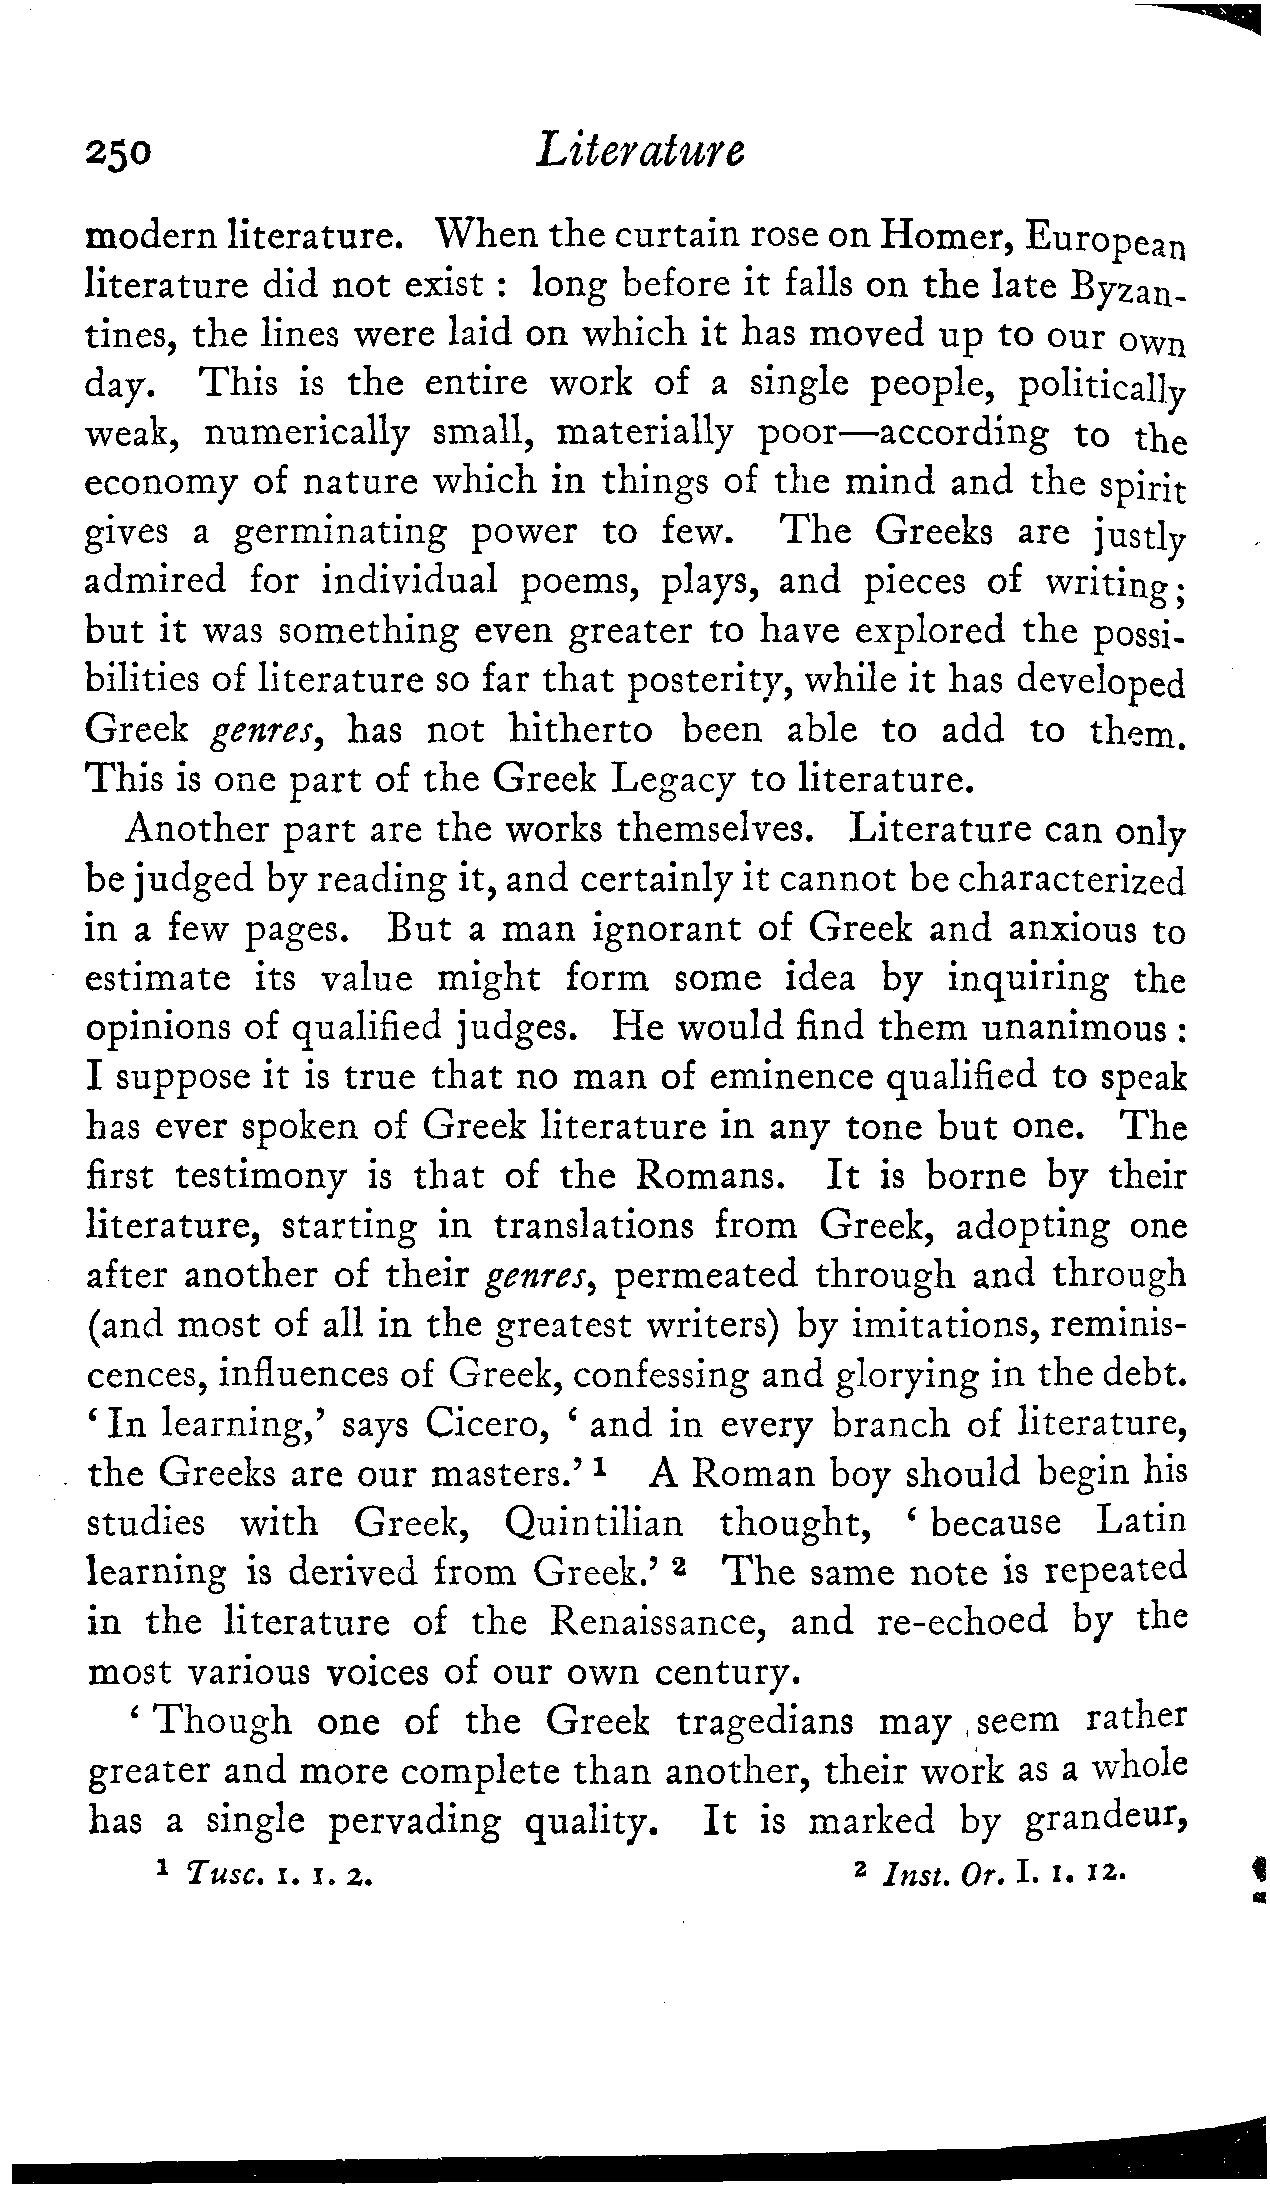 250 Literature
modern literature. When the curtain rose on Homer, European
literature did not exist : long before it falls on the late Byzan-
tines, the lines were laid on which it has moved up to our own
day. This is the entire work of a single people, politically
weak, numerically small, materially poor—according to the
economy of nature which in things of the mind and the spirit
gives a germinating power to few. The Greeks are justly
admired for individual poems, plays, and pieces of writing;
but it was something even greater to have explored the possi-
bilities of literature so far that posterity, while it has developed
Greek genres, has not hitherto been able to add to them.
This is one part of the Greek Legacy to literature.
Another part are the works themselves. Literature can only
be judged by reading it, and certainly it cannot be characterized
in a few pages. But a man ignorant of Greek and anxious to
estimate its value might form some idea by inquiring the
opinions of qualified judges. He would find them unanimous :
I suppose it is true that no man of eminence qualified to speak
has ever spoken of Greek literature in any tone but one. The
first testimony is that of the Romans. It is borne by their
literature, starting in translations from Greek, adopting one
after another of their genres, permeated through and through
(and most of all in the greatest writers) by imitations, reminis-
cences, influences of Greek, confessing and glorying in the debt.
‘ In learning,’ says Cicero, ‘ and in every branch of literature,
the Greeks are our masters.’ ¹ A Roman boy should begin his
studies with Greek, Quintilian thought, ‘ because Latin
learning is derived from Greek.’ ² The same note is repeated
in the literature of the Renaissance, and re-echoed by the
most various voices of our own century.
‘ Though one of the Greek tragedians may seem rather
greater and more complete than another, their work as a whole
has a single pervading quality. It is marked by grandeur,
¹ Tusc. 1. 1. 2. ² Inst. Or. I. 1. 12.